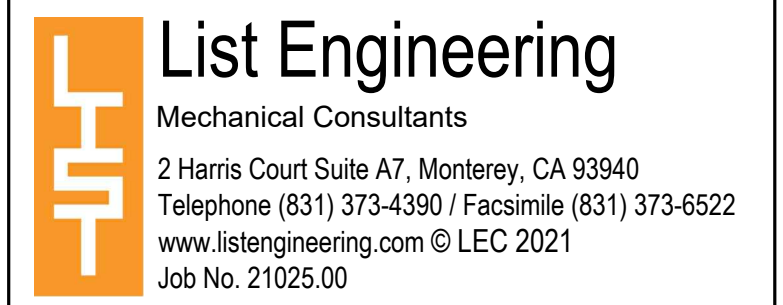 LIST
List Engineering
Mechanical Consultants
2 Harris Court Suite A7, Monterey, CA 93940
Telephone (831) 373-4390 / Facsimile (831) 373-6522
www.listengineering.com © LEC 2021
Job No. 21025.00